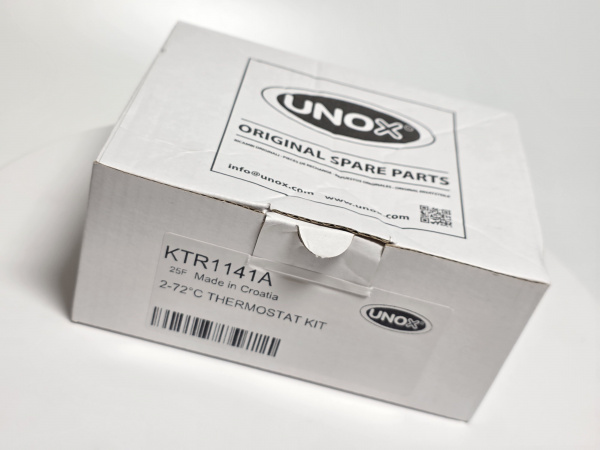 UNOX
ORIGINAL SPARE PARTS
info@unox.com www.unox.com
KTR1141A
25F Made in Croatia
2-72°C THERMOSTAT KIT
UNOX